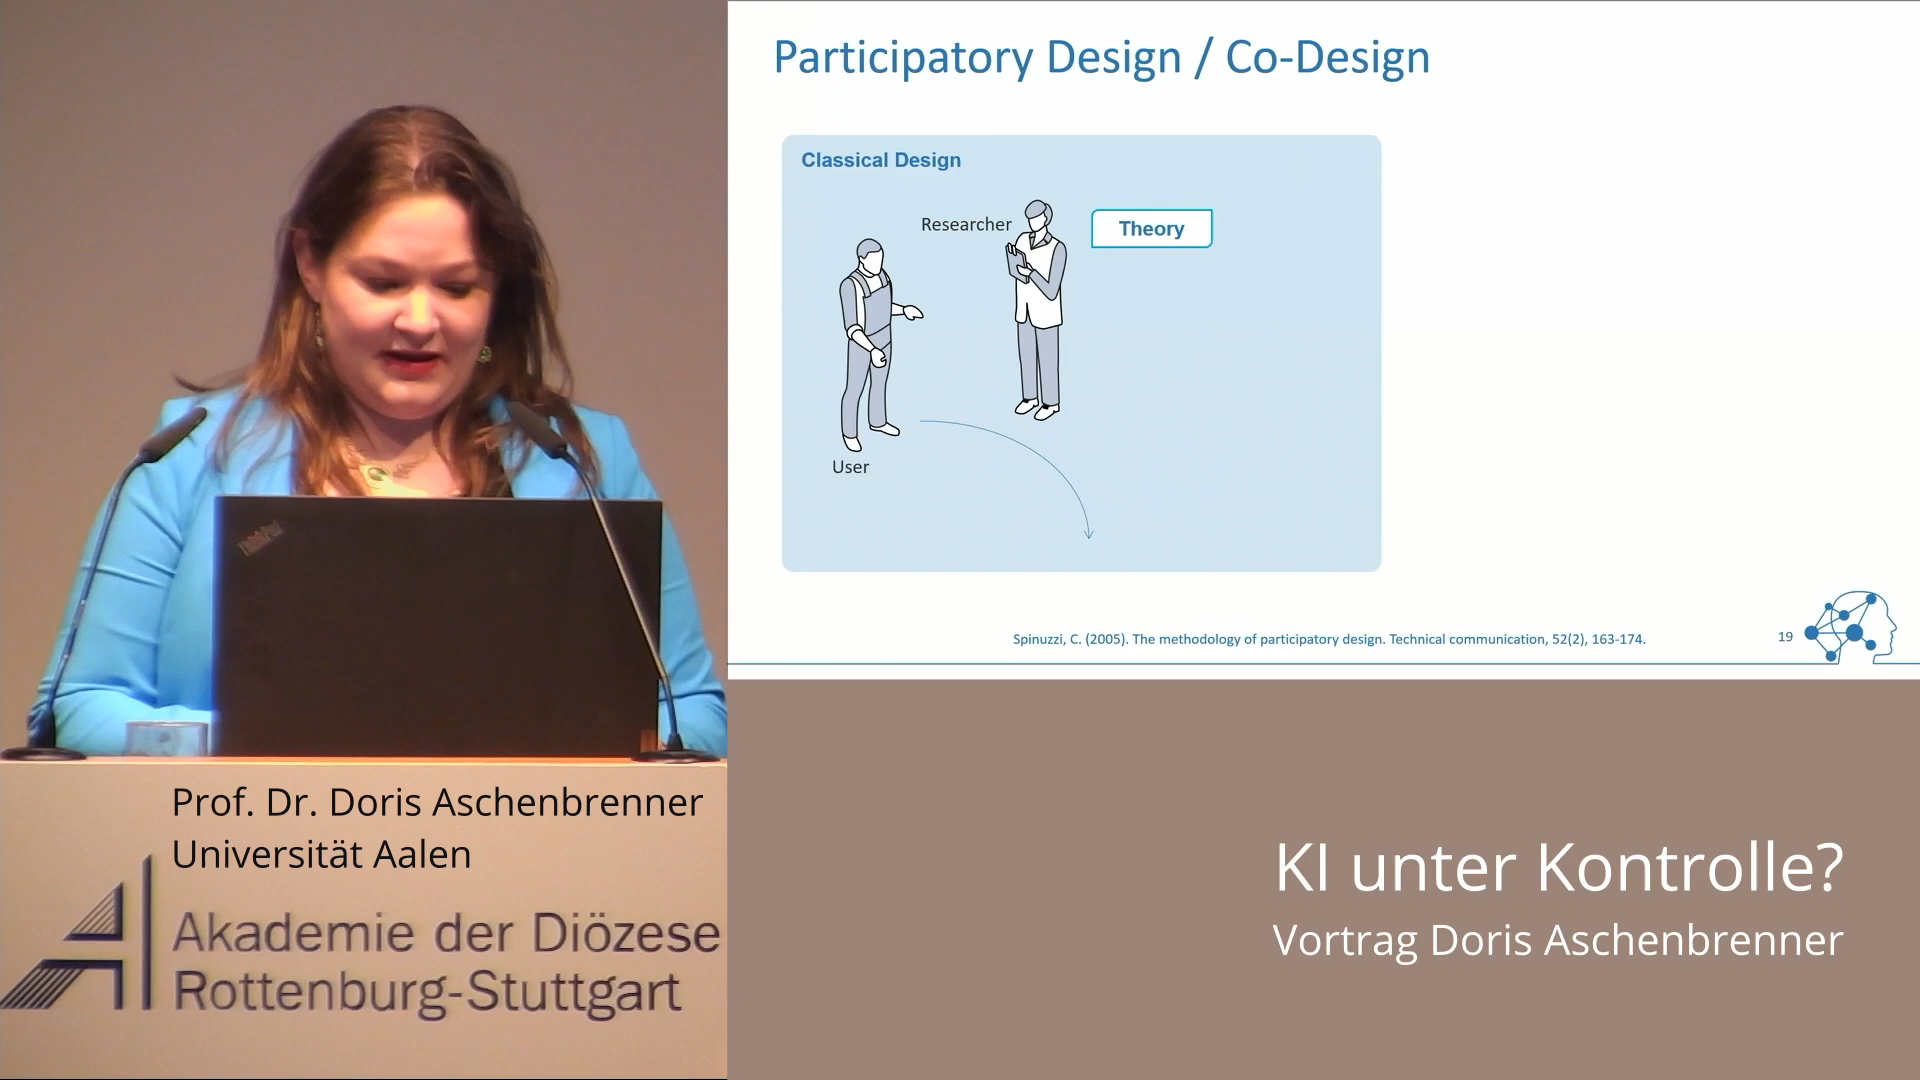 Participatory Design / Co-Design
Classical Design
Researcher
Theory
User
Spinuzzi, C. (2005). The methodology of participatory design. Technical communication, 52(2), 163-174.
19
ThinkPad
Prof. Dr. Doris Aschenbrenner
Universität Aalen
Akademie der Diözese
Rottenburg-Stuttgart
KI unter Kontrolle?
Vortrag Doris Aschenbrenner